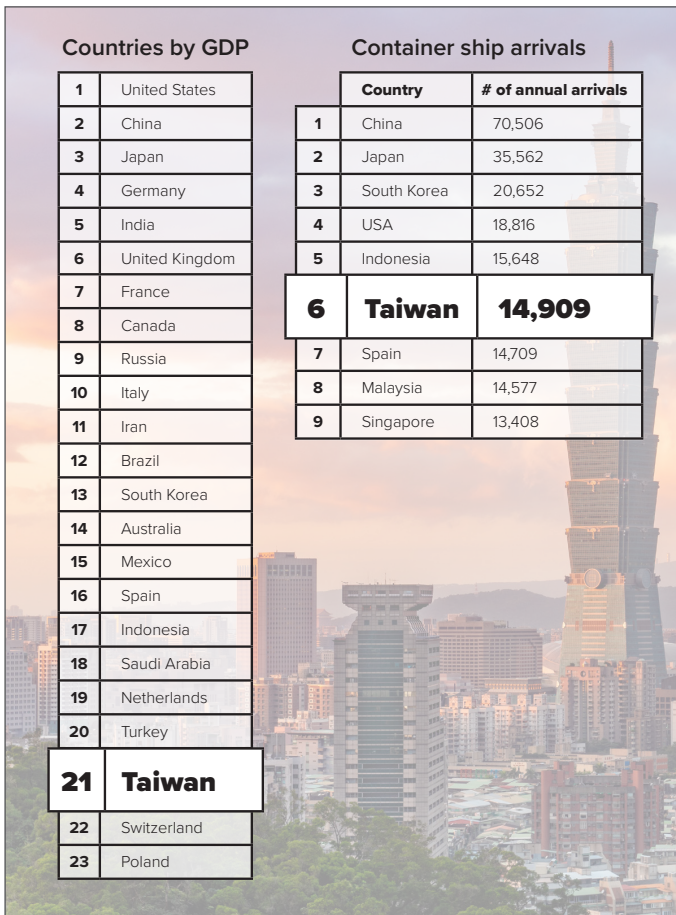 Countries by GDP
1 United States
2 China
3 Japan
4 Germany
5 India
6 United Kingdom
7 France
8 Canada
9 Russia
10 Italy
11 Iran
12 Brazil
13 South Korea
14 Australia
15 Mexico
16 Spain
17 Indonesia
18 Saudi Arabia
19 Netherlands
20 Turkey
21 Taiwan
22 Switzerland
23 Poland
Container ship arrivals
Country # of annual arrivals
1 China 70,506
2 Japan 35,562
3 South Korea 20,652
4 USA 18,816
5 Indonesia 15,648
6 Taiwan 14,909
7 Spain 14,709
8 Malaysia 14,577
9 Singapore 13,408